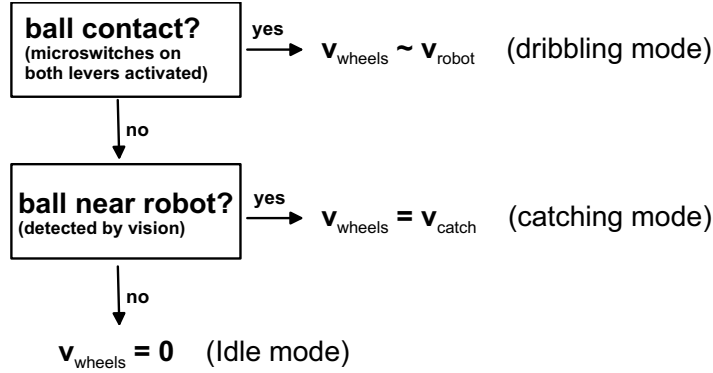 ball contact?
(microswitches on
both levers activated)
yes
v_wheels ~ v_robot (dribbling mode)
no
ball near robot?
(detected by vision)
yes
v_wheels = v_catch (catching mode)
no
v_wheels = 0 (Idle mode)